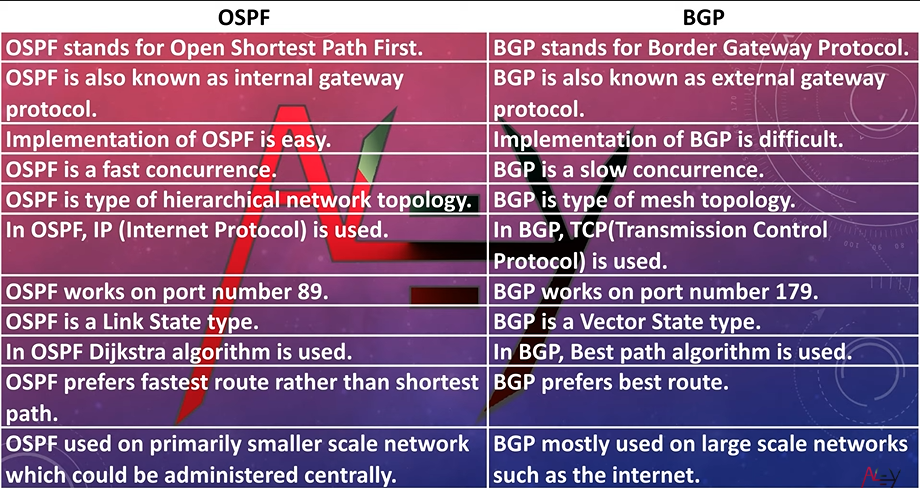 OSPF
BGP
OSPF stands for Open Shortest Path First.
BGP stands for Border Gateway Protocol.
OSPF is also known as internal gateway
protocol.
BGP is also known as external gateway
protocol.
Implementation of OSPF is easy.
Implementation of BGP is difficult.
OSPF is a fast concurrence.
BGP is a slow concurrence.
OSPF is type of hierarchical network topology.
BGP is type of mesh topology.
In OSPF, IP (Internet Protocol) is used.
In BGP, TCP(Transmission Control
Protocol) is used.
OSPF works on port number 89.
BGP works on port number 179.
OSPF is a Link State type.
BGP is a Vector State type.
In OSPF Dijkstra algorithm is used.
In BGP, Best path algorithm is used.
OSPF prefers fastest route rather than shortest
path.
BGP prefers best route.
OSPF used on primarily smaller scale network
which could be administered centrally.
BGP mostly used on large scale networks
such as the internet.